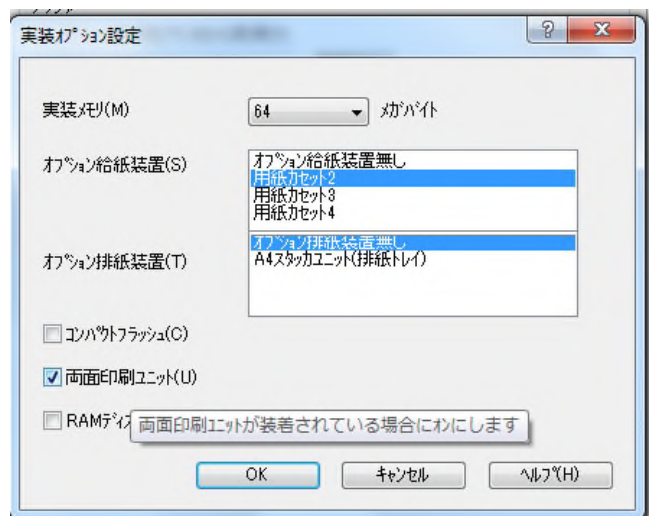 実装ｵﾌﾟｼｮﾝ設定
実装ﾒﾓﾘ(M)
64
ﾒｶﾞﾊﾞｲﾄ
ｵﾌﾟｼｮﾝ給紙装置(S)
ｵﾌﾟｼｮﾝ給紙装置無し
用紙ｶｾｯﾄ2
用紙ｶｾｯﾄ3
用紙ｶｾｯﾄ4
ｵﾌﾟｼｮﾝ排紙装置(T)
ｵﾌﾟｼｮﾝ排紙装置無し
A4ｽﾀｯｶﾕﾆｯﾄ(排紙ﾄﾚｲ)
ｺﾝﾊﾟｸﾄﾌﾗｯｼｭ(C)
両面印刷ﾕﾆｯﾄ(U)
RAMﾃﾞｨ
両面印刷ﾕﾆｯﾄが装着されている場合にｵﾝにします
OK
ｷｬﾝｾﾙ
ﾍﾙﾌﾟ(H)